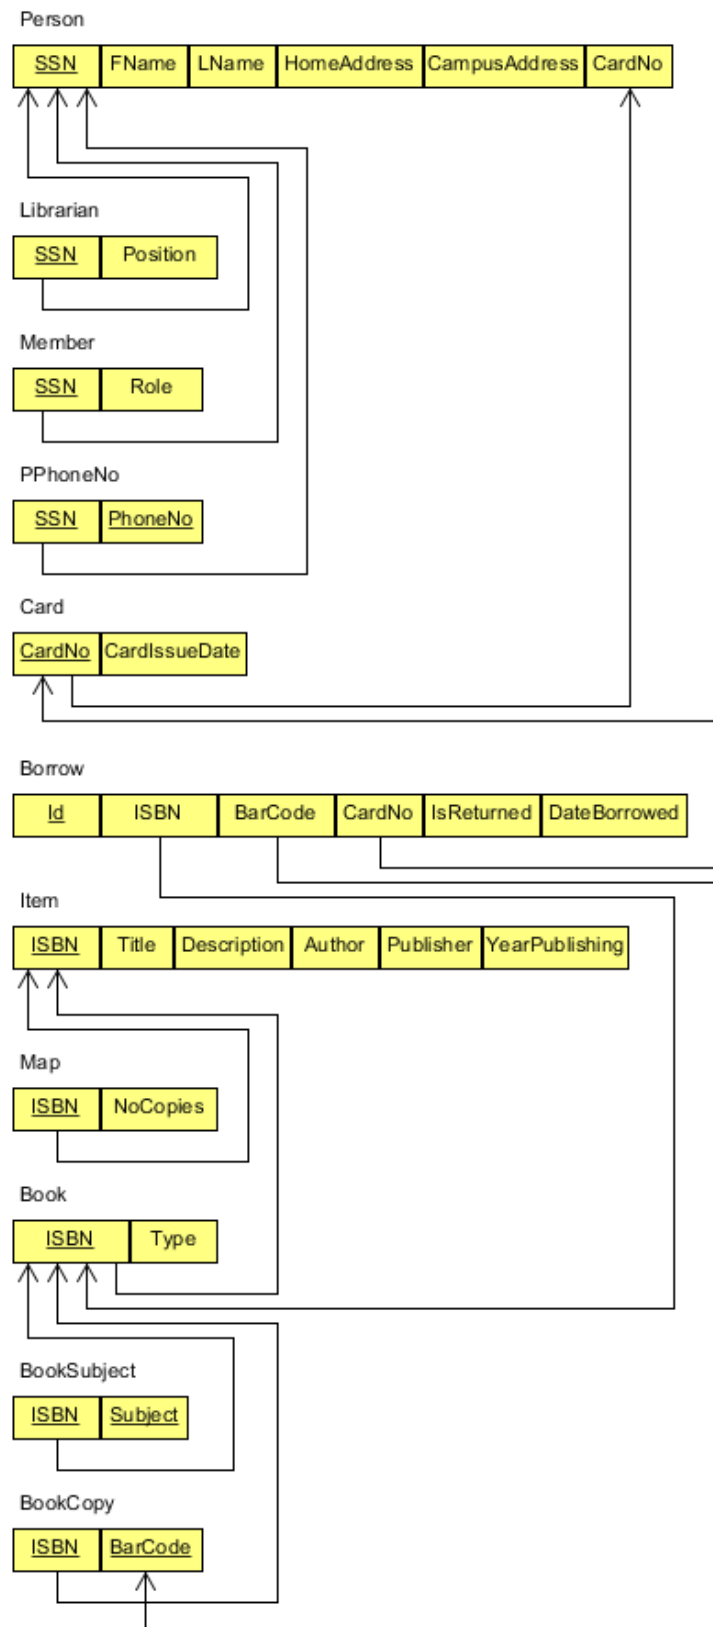 Person
SSN FName LName HomeAddress CampusAddress CardNo
Librarian
SSN Position
Member
SSN Role
PPhoneNo
SSN PhoneNo
Card
CardNo CardIssueDate
Borrow
Id ISBN BarCode CardNo IsReturned DateBorrowed
Item
ISBN Title Description Author Publisher YearPublishing
Map
ISBN NoCopies
Book
ISBN Type
BookSubject
ISBN Subject
BookCopy
ISBN BarCode